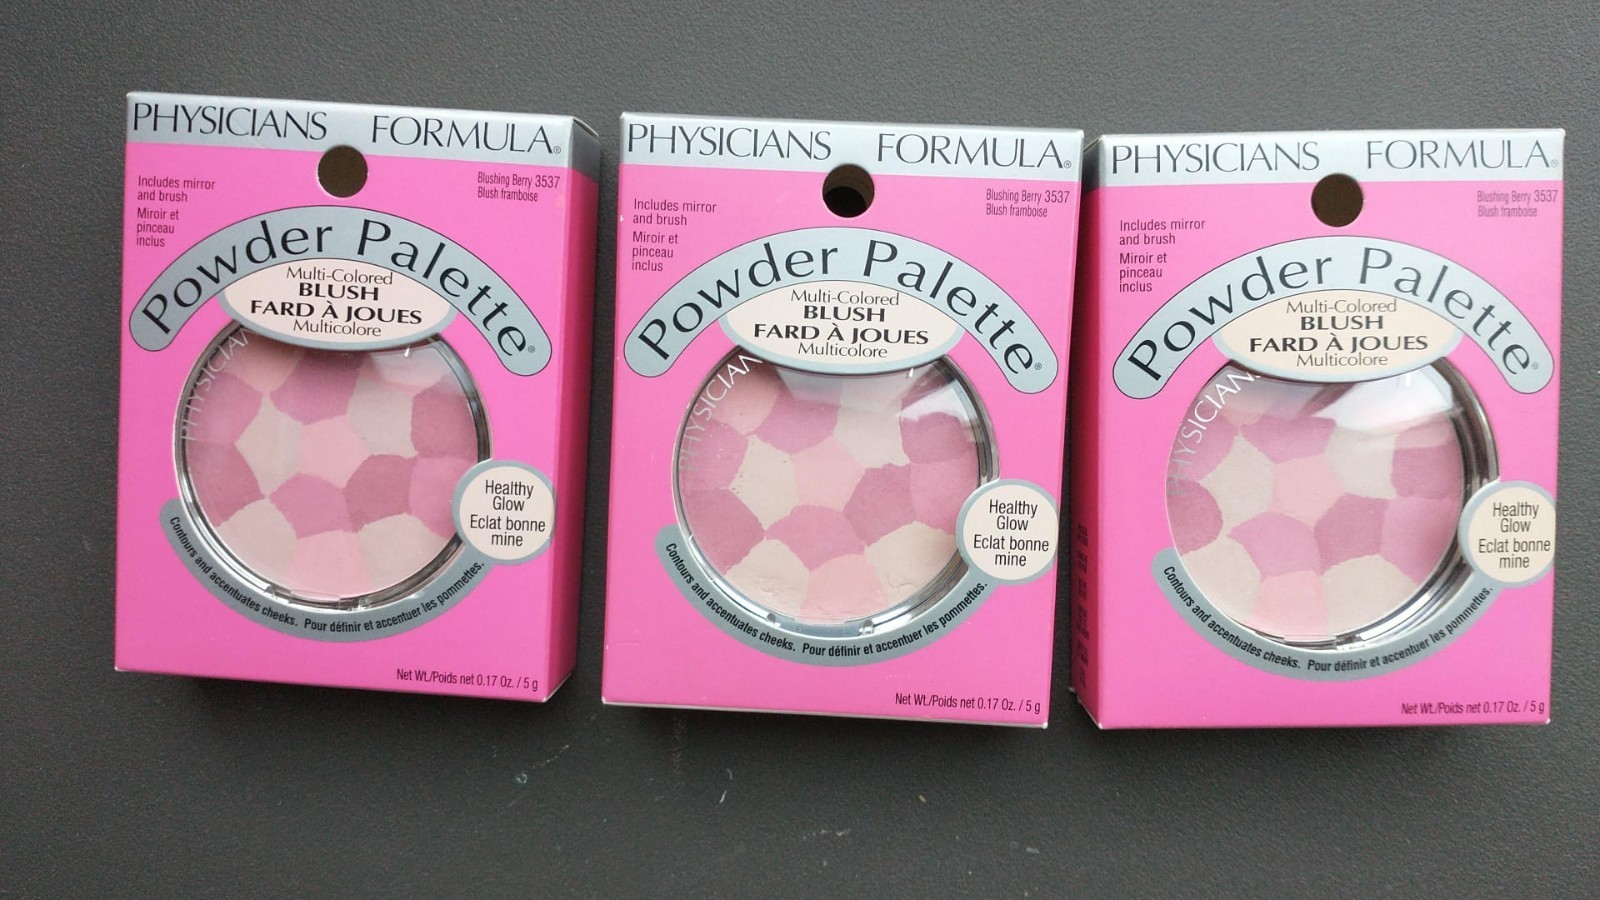 PHYSICIANS FORMULA®
Includes mirror
and brush
Miroir et
pinceau
inclus
Blushing Berry 3537
Blush framboise
Powder Palette®
Multi-Colored
BLUSH
FARD À JOUES
Multicolore
PHYSICIAN
Healthy
Glow
Eclat bonne
mine
Contours and accentuates cheeks. Pour définir et accentuer les pommettes.
Net Wt./Poids net 0.17 Oz. / 5 g
PHYSICIANS FORMULA®
Includes mirror
and brush
Miroir et
pinceau
inclus
Blushing Berry 3537
Blush framboise
Powder Palette®
Multi-Colored
BLUSH
FARD À JOUES
Multicolore
PHYSICIAN
Healthy
Glow
Eclat bonne
mine
Contours and accentuates cheeks. Pour définir et accentuer les pommettes.
Net Wt./Poids net 0.17 Oz. / 5 g
PHYSICIANS FORMULA®
Includes mirror
and brush
Miroir et
pinceau
inclus
Blushing Berry 3537
Blush framboise
Powder Palette®
Multi-Colored
BLUSH
FARD À JOUES
Multicolore
PHYSICIAN
Healthy
Glow
Eclat bonne
mine
Contours and accentuates cheeks. Pour définir et accentuer les pommettes.
Net Wt./Poids net 0.17 Oz. / 5 g